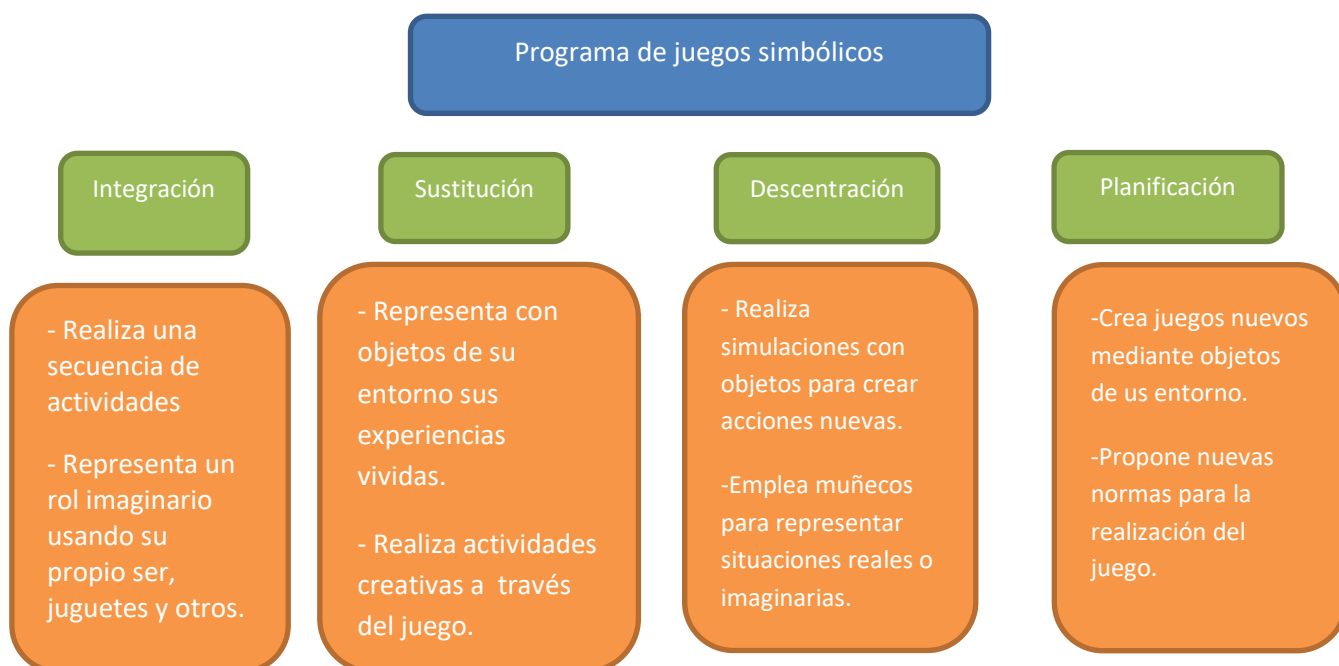 Programa de juegos simbólicos
Integración
Sustitución
Descentración
Planificación
- Realiza una
secuencia de
actividades
- Representa un
rol imaginario
usando su
propio ser,
juguetes y otros.
- Representa con
objetos de su
entorno sus
experiencias
vividas.
- Realiza actividades
creativas a  través
del juego.
- Realiza
simulaciones con
objetos para crear
acciones nuevas.
-Emplea muñecos
para representar
situaciones reales o
imaginarias.
-Crea juegos nuevos
mediante objetos
de us entorno.
-Propone nuevas
normas para la
realización del
juego.